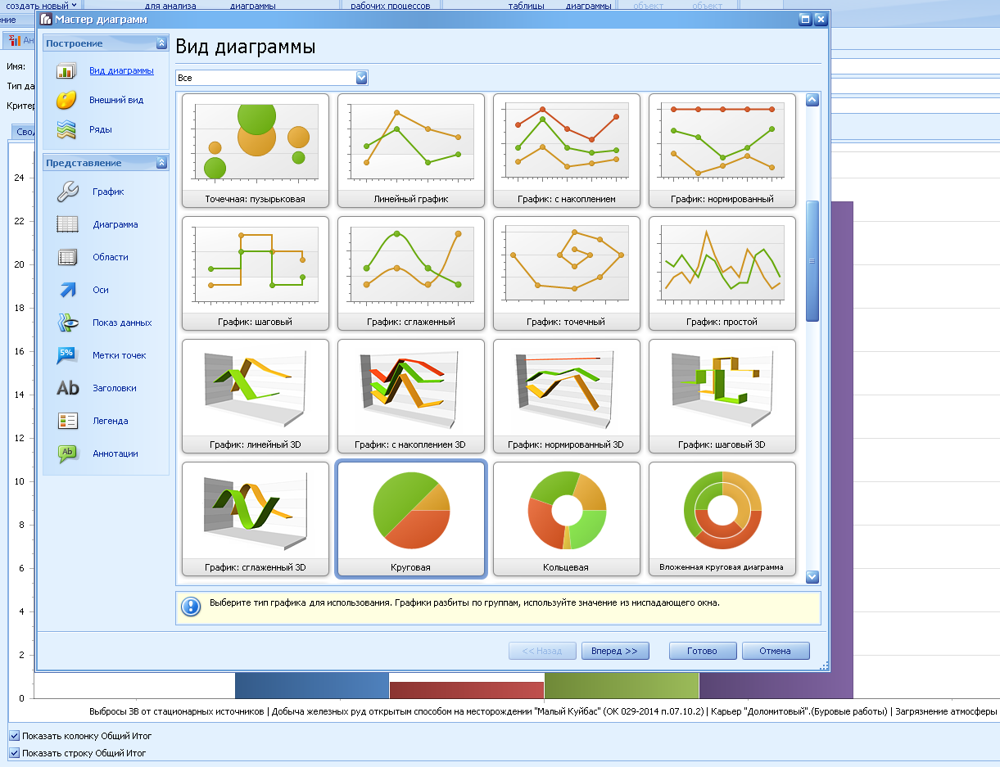 создать новый
для анализа
диаграммы
рабочих процессов
таблицы
диаграммы
объект
объект
ение
Мастер диаграмм
Ан
Имя:
Тип да
Критер
Свод
Построение
Вид диаграммы
Внешний вид
Ряды
Представление
График
Диаграмма
Области
Оси
Показ данных
5%
Метки точек
Ab
Заголовки
Легенда
Ab
Аннотации
Вид диаграммы
Все
Точечная: пузырьковая
Линейный график
График: с накоплением
График: нормированный
График: шаговый
График: сглаженный
График: точечный
График: простой
График: линейный 3D
График: с накоплением 3D
График: нормированный 3D
График: шаговый 3D
График: сглаженный 3D
Круговая
Кольцевая
Вложенная круговая диаграмма
Выберите тип графика для использования. Графики разбиты по группам, используйте значение из ниспадающего окна.
<< Назад
Вперед >>
Готово
Отмена
24
22
20
18
16
14
12
10
8
6
4
2
0
Выбросы ЗВ от стационарных источников | Добыча железных руд открытым способом на месторождении "Малый Куйбас" (ОК 029-2014 п.07.10.2) | Карьер "Доломитовый".(Буровые работы) | Загрязнение атмосферы
Показать колонку Общий Итог
Показать строку Общий Итог